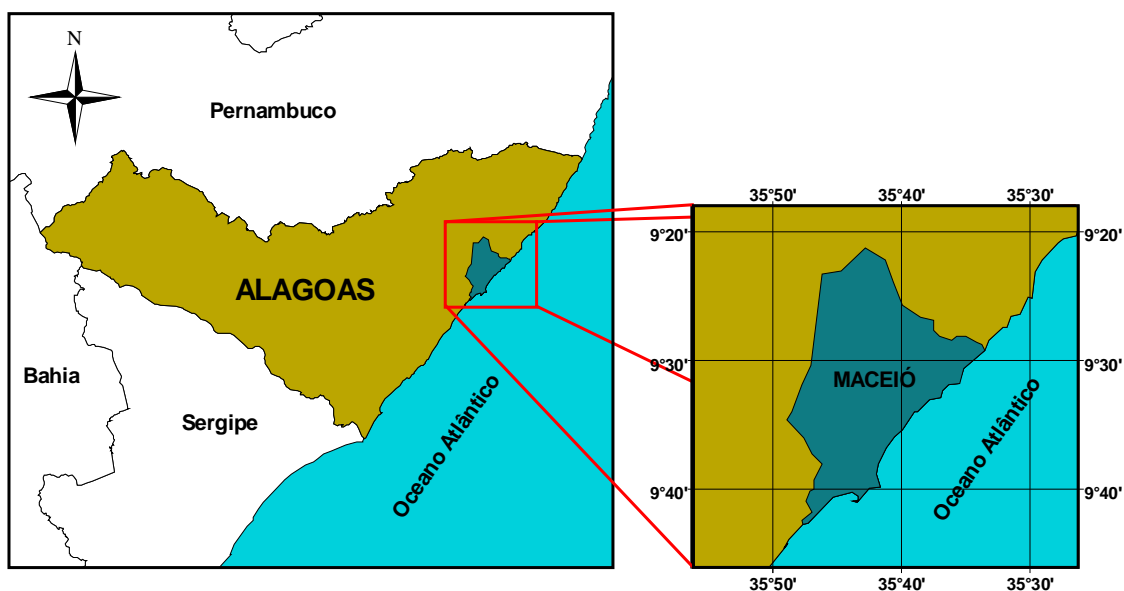 N
Pernambuco
ALAGOAS
Bahia
Sergipe
Oceano Atlântico
35°50' 35°40' 35°30'
9°20' 9°20'
9°30' 9°30'
MACEIÓ
Oceano Atlântico
9°40' 9°40'
35°50' 35°40' 35°30'